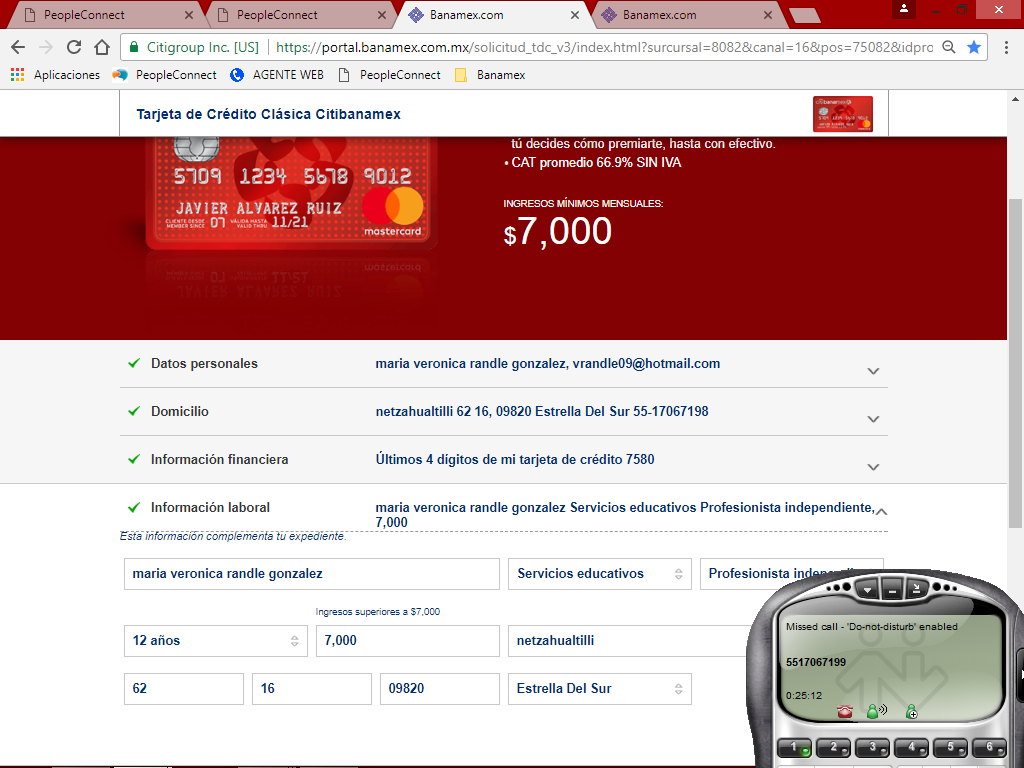 PeopleConnect
PeopleConnect
Banamex.com
Banamex.com
Citigroup Inc. [US]
https://portal.banamex.com.mx/solicitud_tdc_v3/index.html?sursursal=8082&canal=16&pos=75082&idpro
Aplicaciones
PeopleConnect
AGENTE WEB
PeopleConnect
Banamex
Tarjeta de Crédito Clásica Citibanamex
tú decides cómo premiarte, hasta con efectivo.
• CAT promedio 66.9% SIN IVA
5709 1234 5678 9012
JAVIER ALVAREZ RUIZ
CLIENTE DESDE
MEMBER SINCE
07
VÁLIDA HASTA
VALID THRU
11/21
mastercard
INGRESOS MÍNIMOS MENSUALES:
$7,000
Datos personales
maria veronica randle gonzalez, vrandle09@hotmail.com
Domicilio
netzahualtilli 62 16, 09820 Estrella Del Sur 55-17067198
Información financiera
Últimos 4 dígitos de mi tarjeta de crédito 7580
Información laboral
maria veronica randle gonzalez Servicios educativos Profesionista independiente,
7,000
Esta información complementa tu expediente.
maria veronica randle gonzalez
Servicios educativos
Profesionista
Ingresos superiores a $7,000
12 años
7,000
netzahualtilli
62
16
09820
Estrella Del Sur
Missed call - 'Do-not-disturb' enabled
5517067199
0:25:12
1
2
3
4
5
6